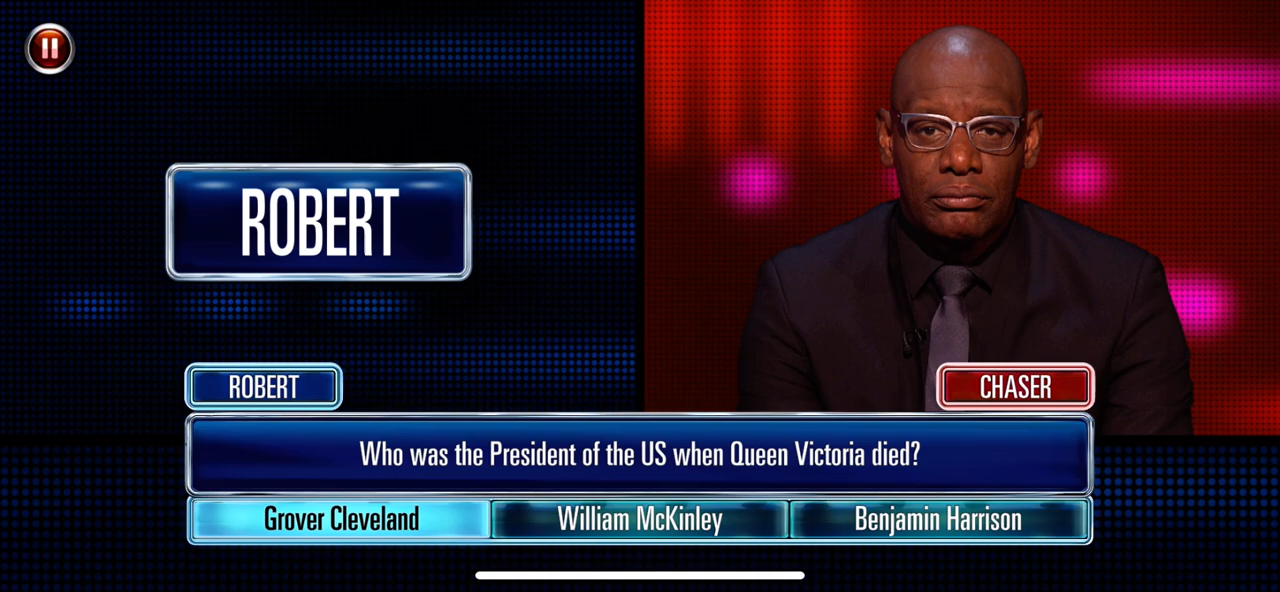 ROBERT
ROBERT
CHASER
Who was the President of the US when Queen Victoria died?
Grover Cleveland
William McKinley
Benjamin Harrison